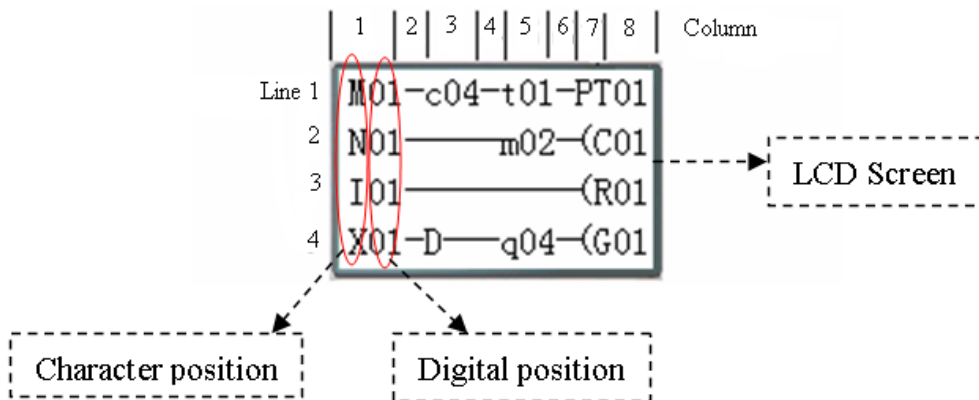 1 2 3 4 5 6 7 8 Column
Line 1 M01-c04-t01-PT01
2 N01———m02-(C01
3 I01——————(R01
4 X01-D——q04-(G01
LCD Screen
Character position
Digital position